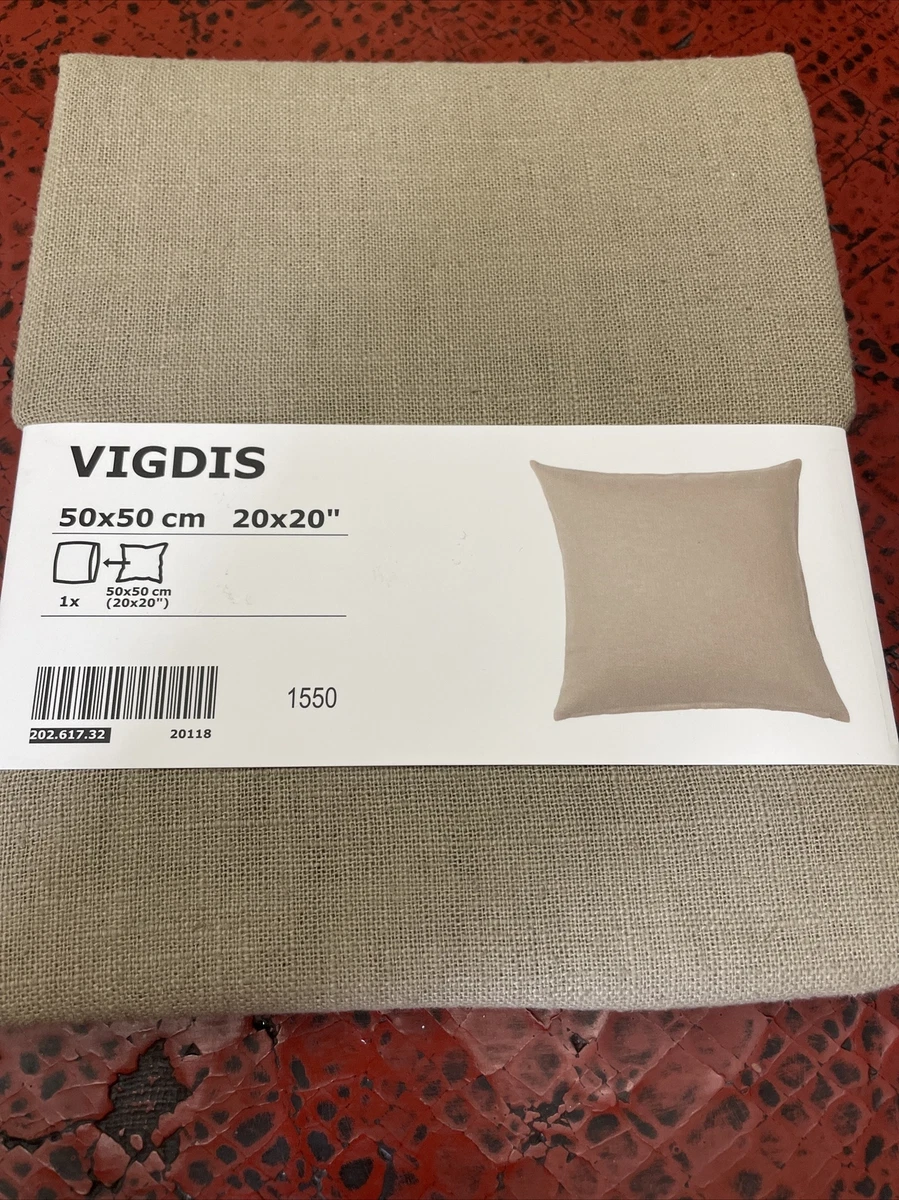 VIGDIS
50x50 cm 20x20"
1x
50x50 cm
(20x20")
1550
202.617.32 20118